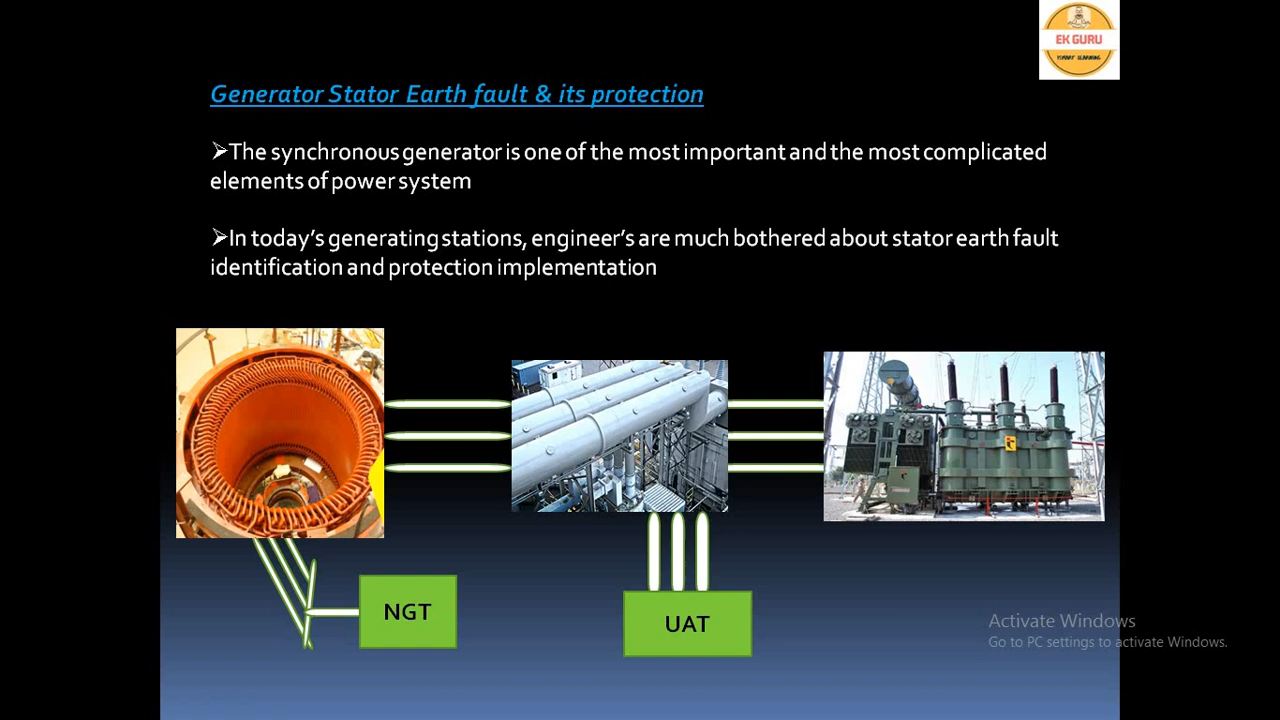 EK GURU
SMART LEARNING
Generator Stator Earth fault & its protection
➢The synchronous generator is one of the most important and the most complicated
elements of power system
➢In today's generating stations, engineer's are much bothered about stator earth fault
identification and protection implementation
NGT
UAT
Activate Windows
Go to PC settings to activate Windows.